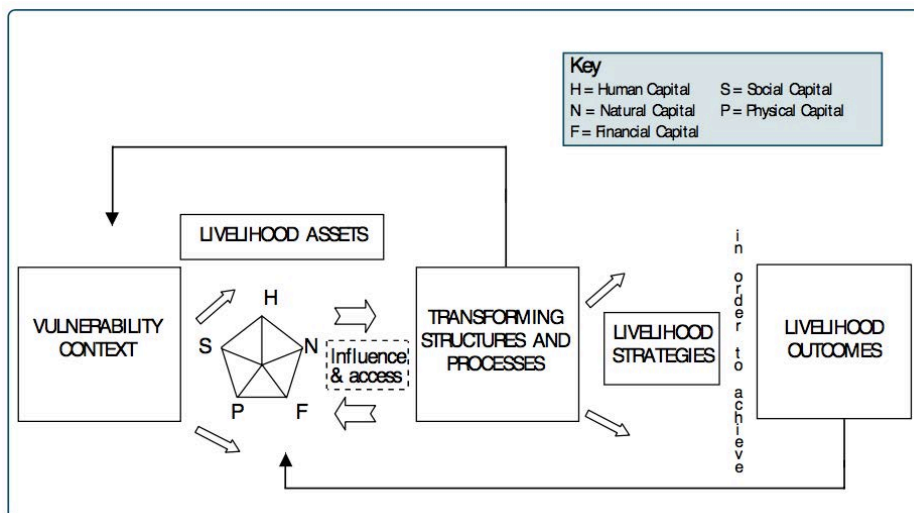 Key
H = Human Capital S = Social Capital
N = Natural Capital P = Physical Capital
F = Financial Capital
LIVELIHOOD ASSETS
VULNERABILITY
CONTEXT
H
S
N
P
F
Influence
& access
TRANSFORMING
STRUCTURES AND
PROCESSES
LIVELIHOOD
STRATEGIES
in order to achieve
LIVELIHOOD
OUTCOMES